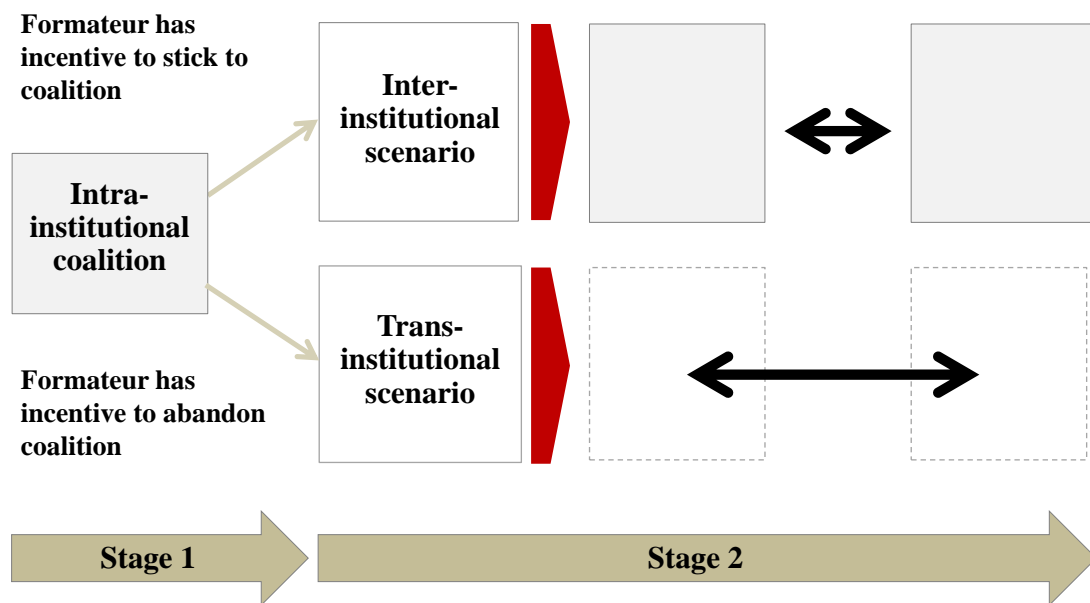 Formateur has
incentive to stick to
coalition
Inter-
institutional
scenario
Intra-
institutional
coalition
Trans-
institutional
scenario
Formateur has
incentive to abandon
coalition
Stage 1
Stage 2